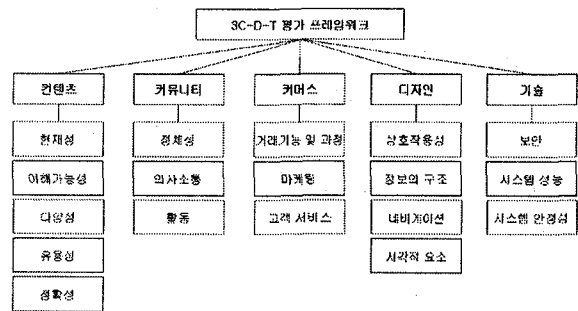 3C-D-T 평가 프레임워크
컨텐츠
커뮤니티
커머스
디자인
기술
현재성
정체성
거래기능 및 과정
상호작용성
보안
이해가능성
의사소통
마케팅
정보의 구조
시스템 성능
다양성
활동
고객 서비스
네비게이션
시스템 안정성
유용성
시각적 요소
정확성